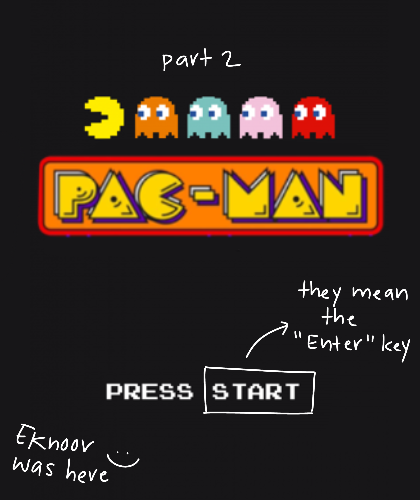 part 2
PAC-MAN
they mean
the
"Enter" key
PRESS START
Eknoor
was here